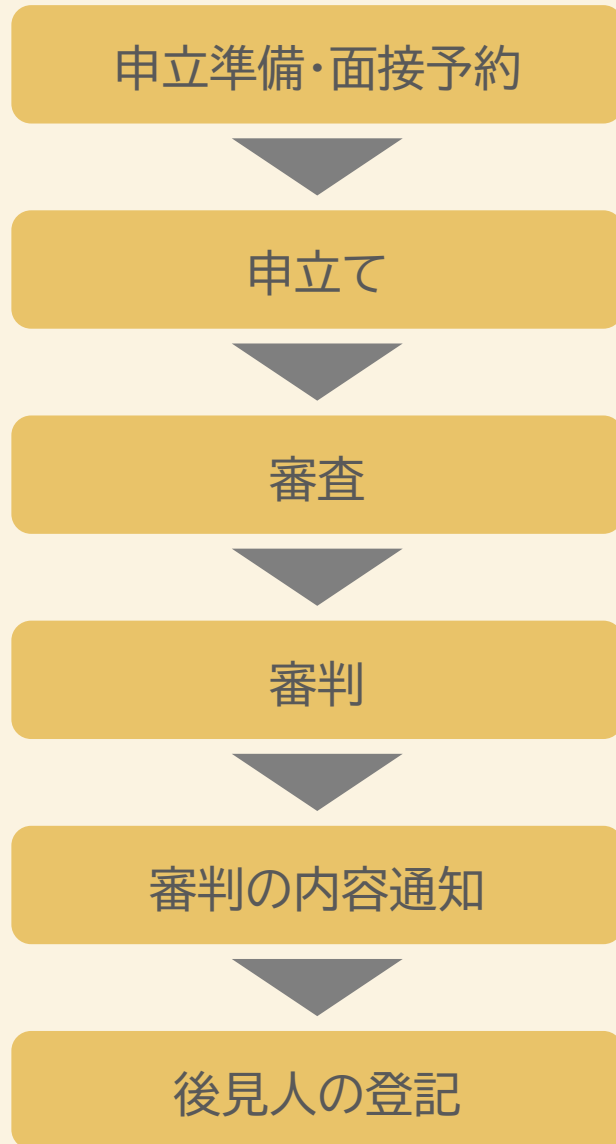 申立準備・面接予約
申立て
審査
審判
審判の内容通知
後見人の登記